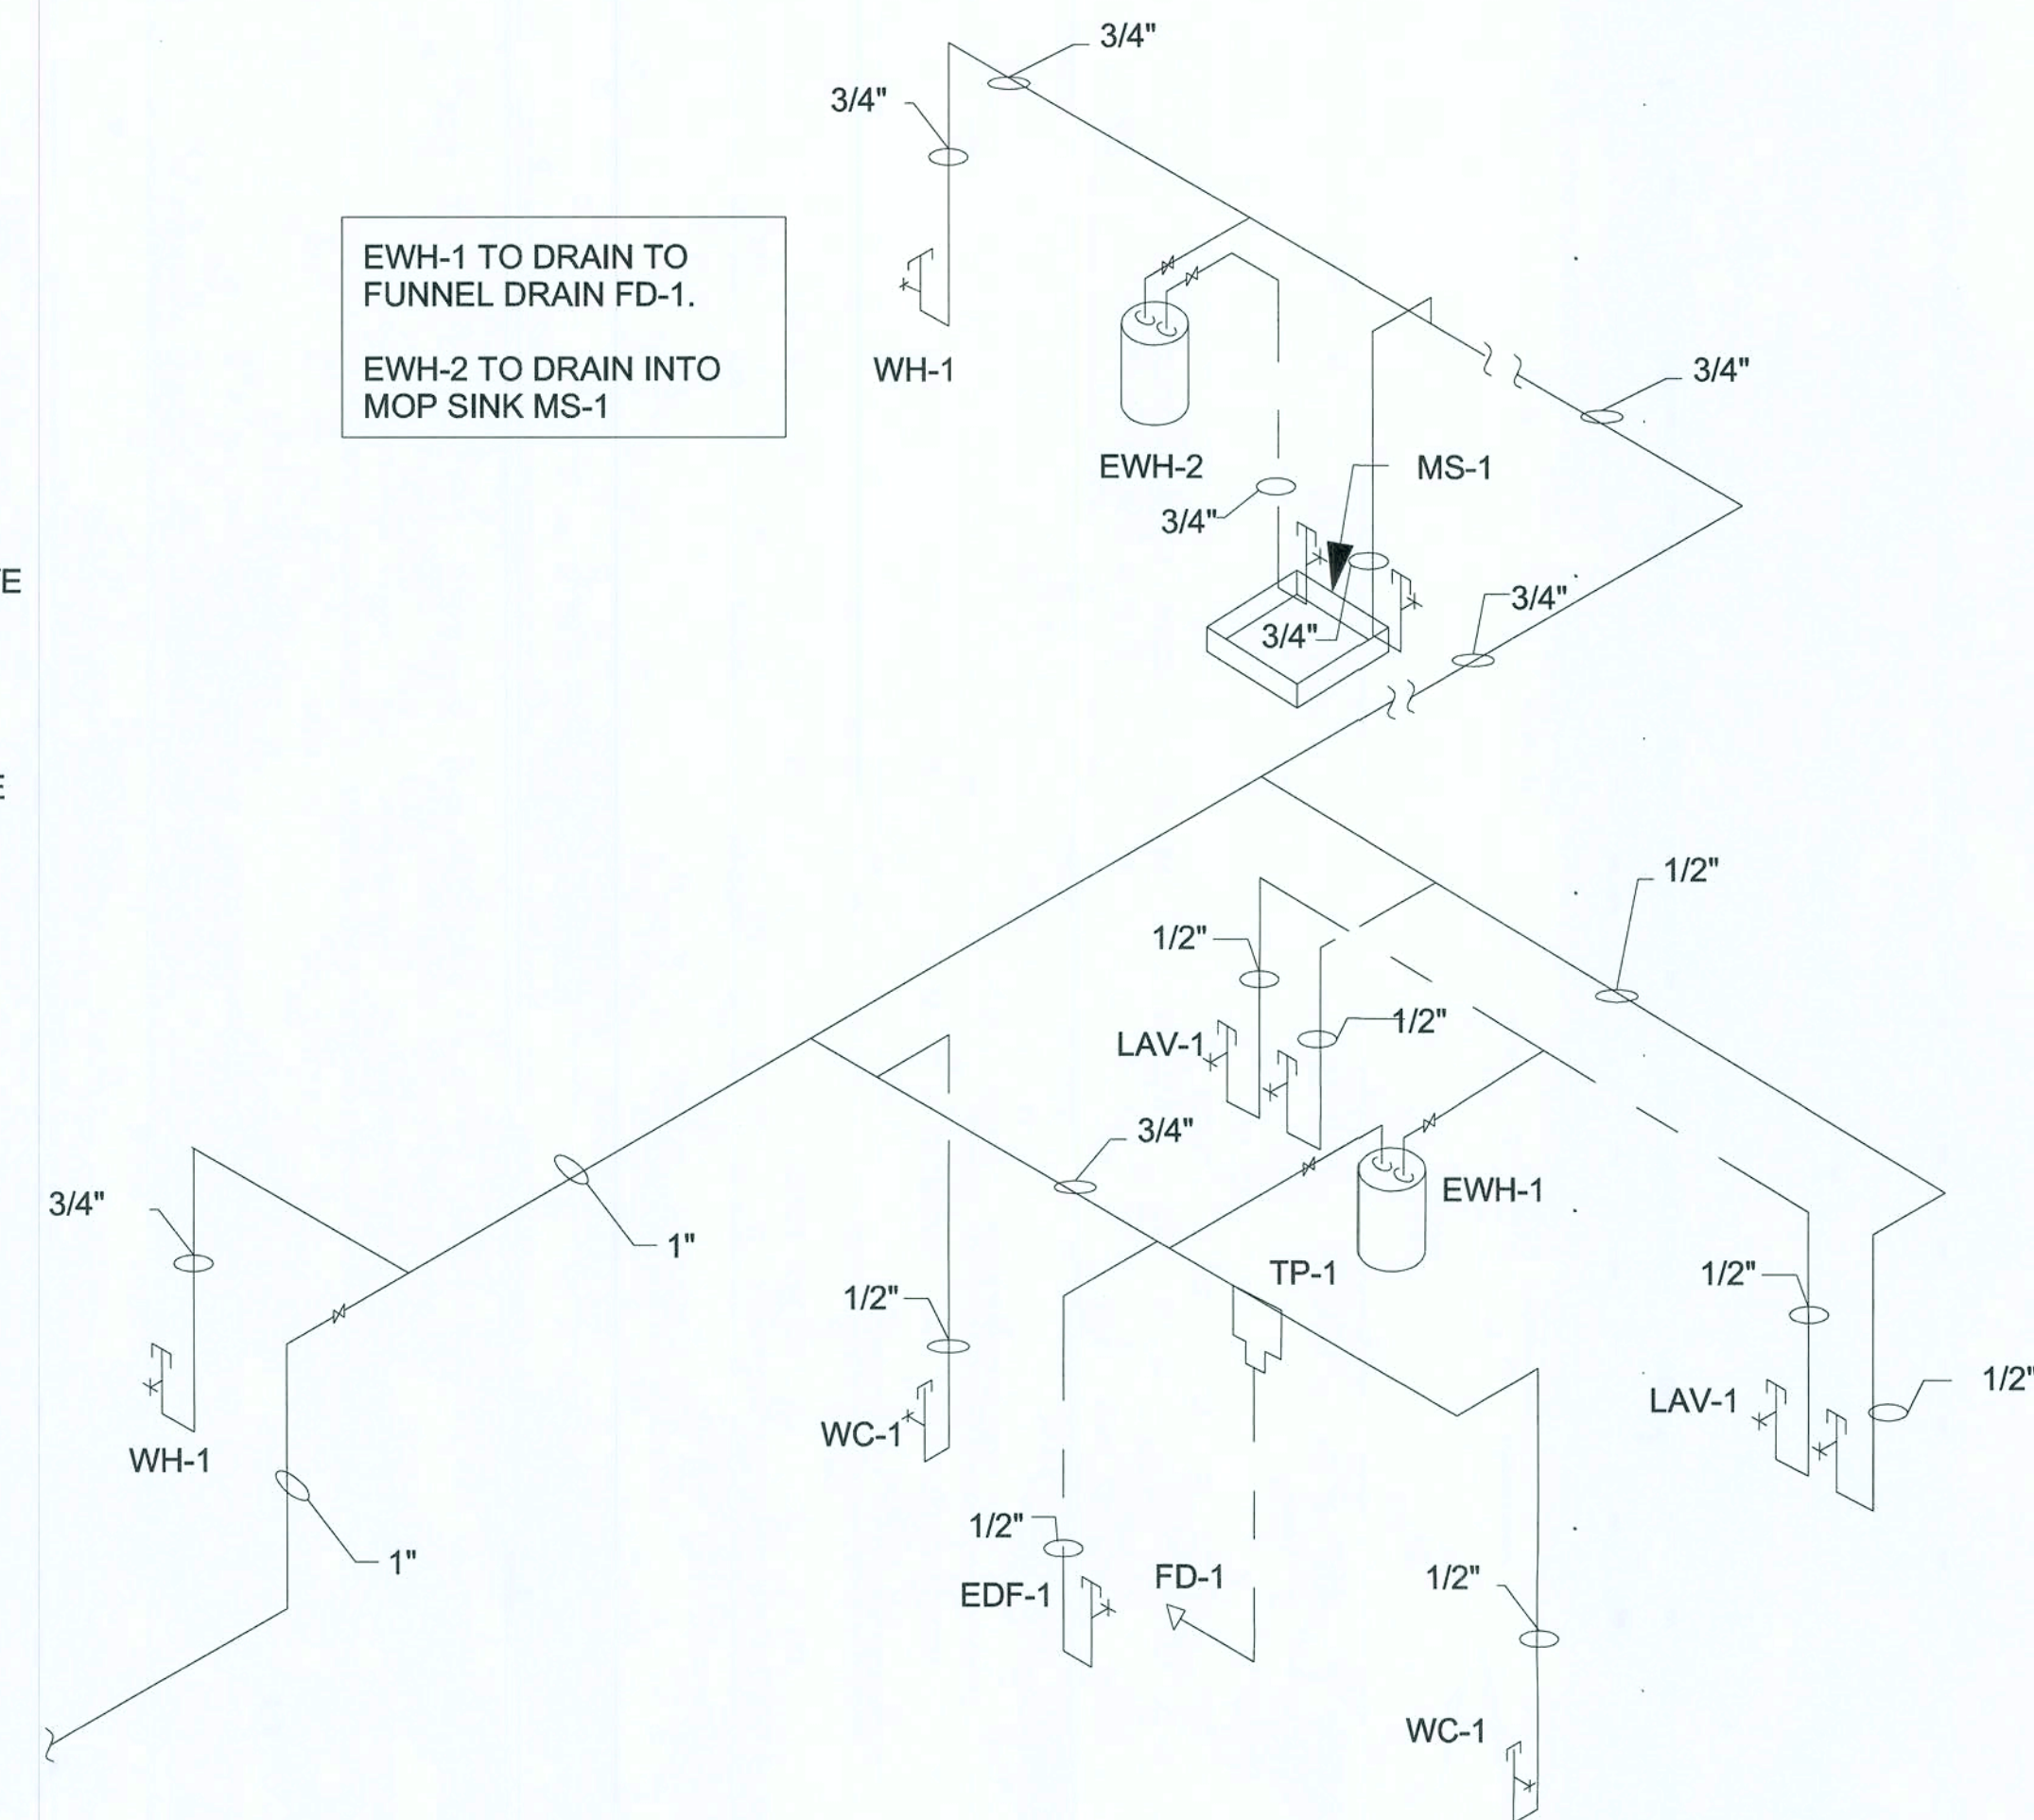 3/4"
3/4"
EWH-1 TO DRAIN TO
FUNNEL DRAIN FD-1.
EWH-2 TO DRAIN INTO
MOP SINK MS-1
WH-1
3/4"
EWH-2
MS-1
3/4"
3/4"
3/4"
1/2"
1/2"
1/2"
LAV-1
3/4"
3/4"
EWH-1
1"
TP-1
1/2"
1/2"
1/2"
LAV-1
WC-1
WH-1
1"
1/2"
FD-1
1/2"
EDF-1
WC-1